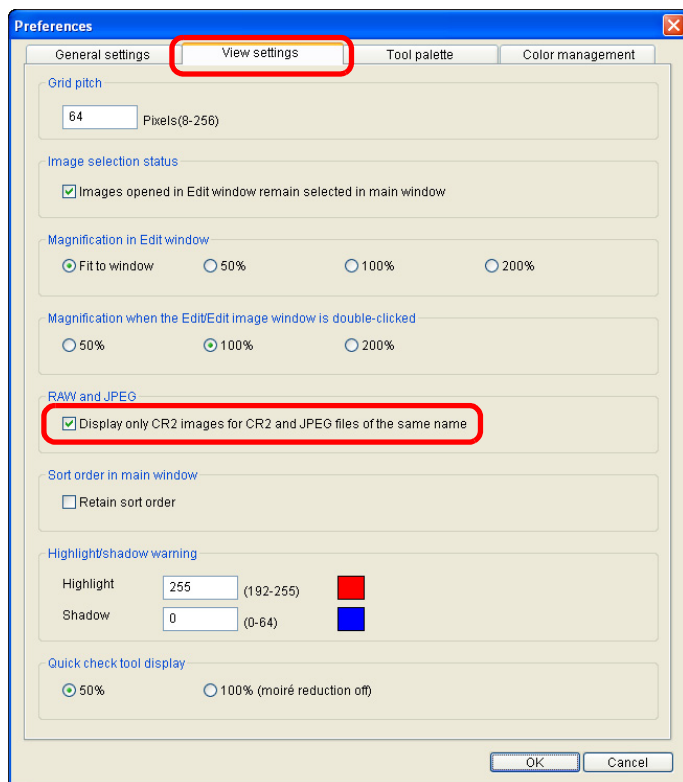 Preferences
General settings View settings Tool palette Color management
Grid pitch
64 Pixels(8-256)
Image selection status
Images opened in Edit window remain selected in main window
Magnification in Edit window
Fit to window 50% 100% 200%
Magnification when the Edit/Edit image window is double-clicked
50% 100% 200%
RAW and JPEG
Display only CR2 images for CR2 and JPEG files of the same name
Sort order in main window
Retain sort order
Highlight/shadow warning
Highlight 255 (192-255)
Shadow 0 (0-64)
Quick check tool display
50% 100% (moiré reduction off)
OK Cancel